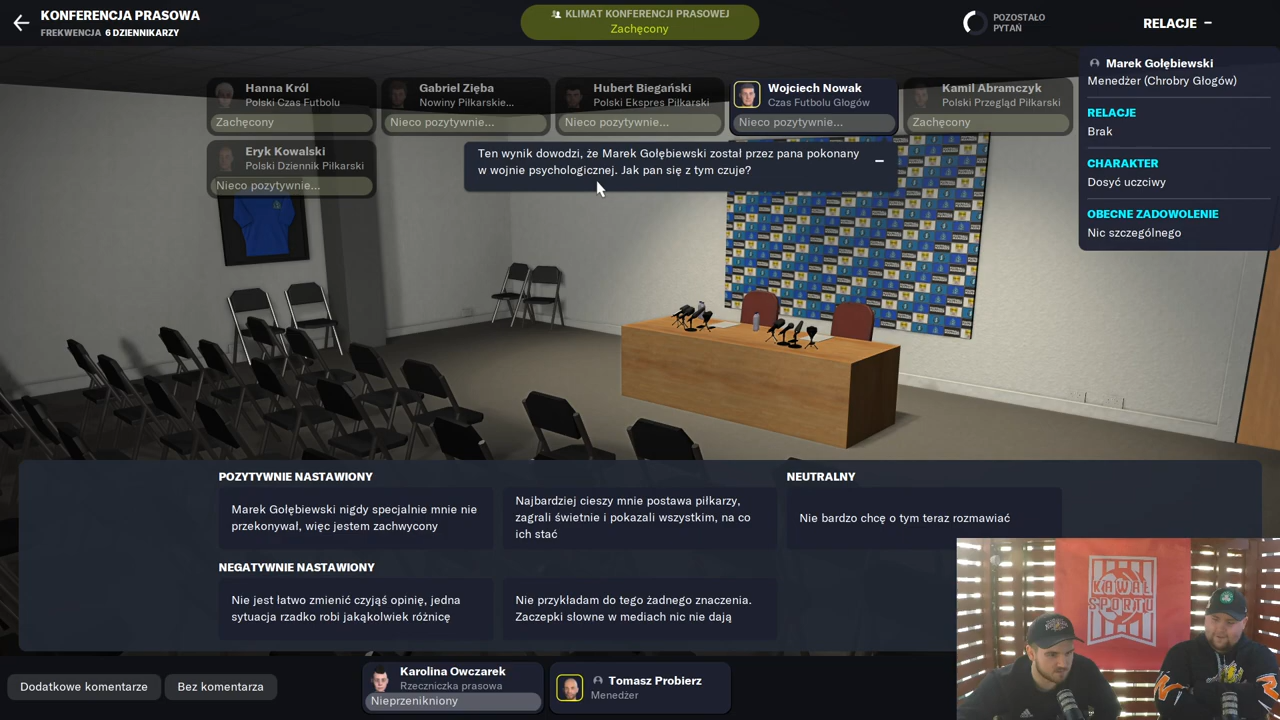 KONFERENCJA PRASOWA
FREKWENCJA 6 DZIENNIKARZY
KLIMAT KONFERENCJI PRASOWEJ
Zachęcony
POZOSTAŁO
PYTAŃ
RELACJE
Hanna Król
Polski Czas Futbolu
Zachęcony
Gabriel Zięba
Nowiny Piłkarskie...
Nieco pozytywnie...
Hubert Biegański
Polski Ekspres Piłkarski
Nieco pozytywnie...
Wojciech Nowak
Czas Futbolu Głogów
Nieco pozytywnie...
Kamil Abramczyk
Polski Przegląd Piłkarski
Zachęcony
Eryk Kowalski
Polski Dziennik Piłkarski
Nieco pozytywnie...
Ten wynik dowodzi, że Marek Gołębiewski został przez pana pokonany
w wojnie psychologicznej. Jak pan się z tym czuje?
Marek Gołębiewski
Menedżer (Chrobry Głogów)
RELACJE
Brak
CHARAKTER
Dosyć uczciwy
OBECNE ZADOWOLENIE
Nic szczególnego
POZYTYWNIE NASTAWIONY
Marek Gołębiewski nigdy specjalnie mnie nie
przekonywał, więc jestem zachwycony
Najbardziej cieszy mnie postawa piłkarzy,
zagrali świetnie i pokazali wszystkim, na co
ich stać
NEUTRALNY
Nie bardzo chcę o tym teraz rozmawiać
NEGATYWNIE NASTAWIONY
Nie jest łatwo zmienić czyjąś opinię, jedna
sytuacja rzadko robi jakąkolwiek różnicę
Nie przykładam do tego żadnego znaczenia.
Zaczepki słowne w mediach nic nie dają
KAWAŁ
SPORTU
Dodatkowe komentarze
Bez komentarza
Karolina Owczarek
Rzeczniczka prasowa
Nieprzenikniony
Tomasz Probierz
Menedżer